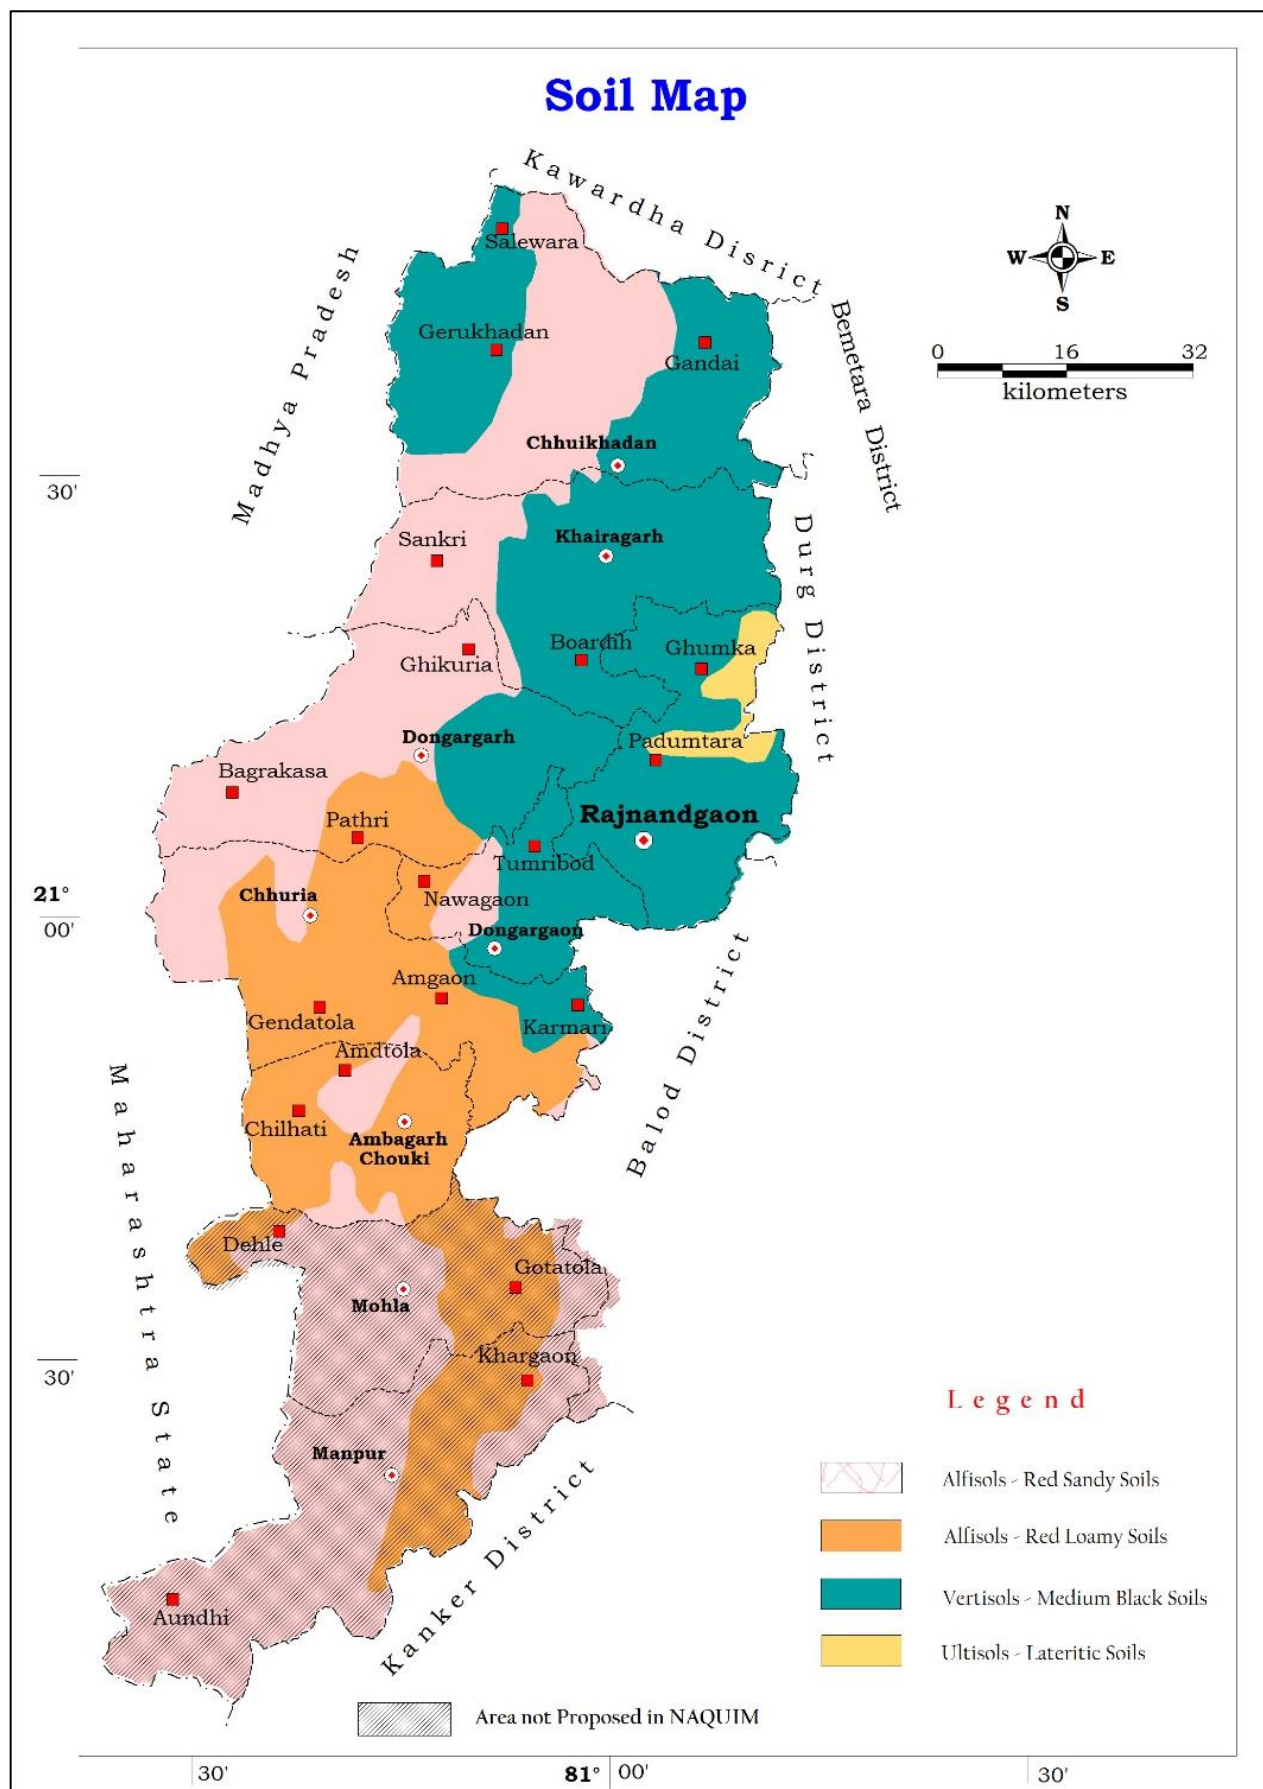 Soil Map
Kawardha Disrict
N
W E
S
Salewara
Madhya Pradesh
Gerukhadan
Gandai
Bemetara District
0 16 32
kilometers
Chhuikhadan
30'
Sankri
Khairagarh
Durg District
Ghikuria
Boardih
Ghumka
Dongargarh
Padumtara
Bagrakasa
Pathri
Rajnandgaon
Tumribod
Chhuria
Nawagaon
21°
00'
Dongargaon
Amgaon
Gendatola
Karmari
Balod District
Amdtola
Chilhati
Ambagarh
Chouki
Maharashtra State
Dehle
Gotatola
Mohla
Khargaon
30'
Legend
Manpur
Alfisols - Red Sandy Soils
Alfisols - Red Loamy Soils
Kanker District
Vertisols - Medium Black Soils
Aundhi
Ultisols - Lateritic Soils
Area not Proposed in NAQUIM
30' 81° 00' 30'